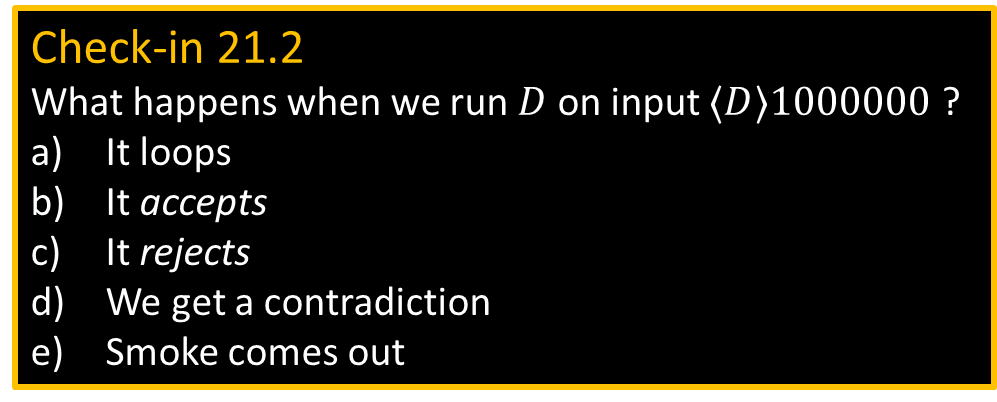 Check-in 21.2
What happens when we run D on input ⟨D⟩1000000 ?
a) It loops
b) It accepts
c) It rejects
d) We get a contradiction
e) Smoke comes out